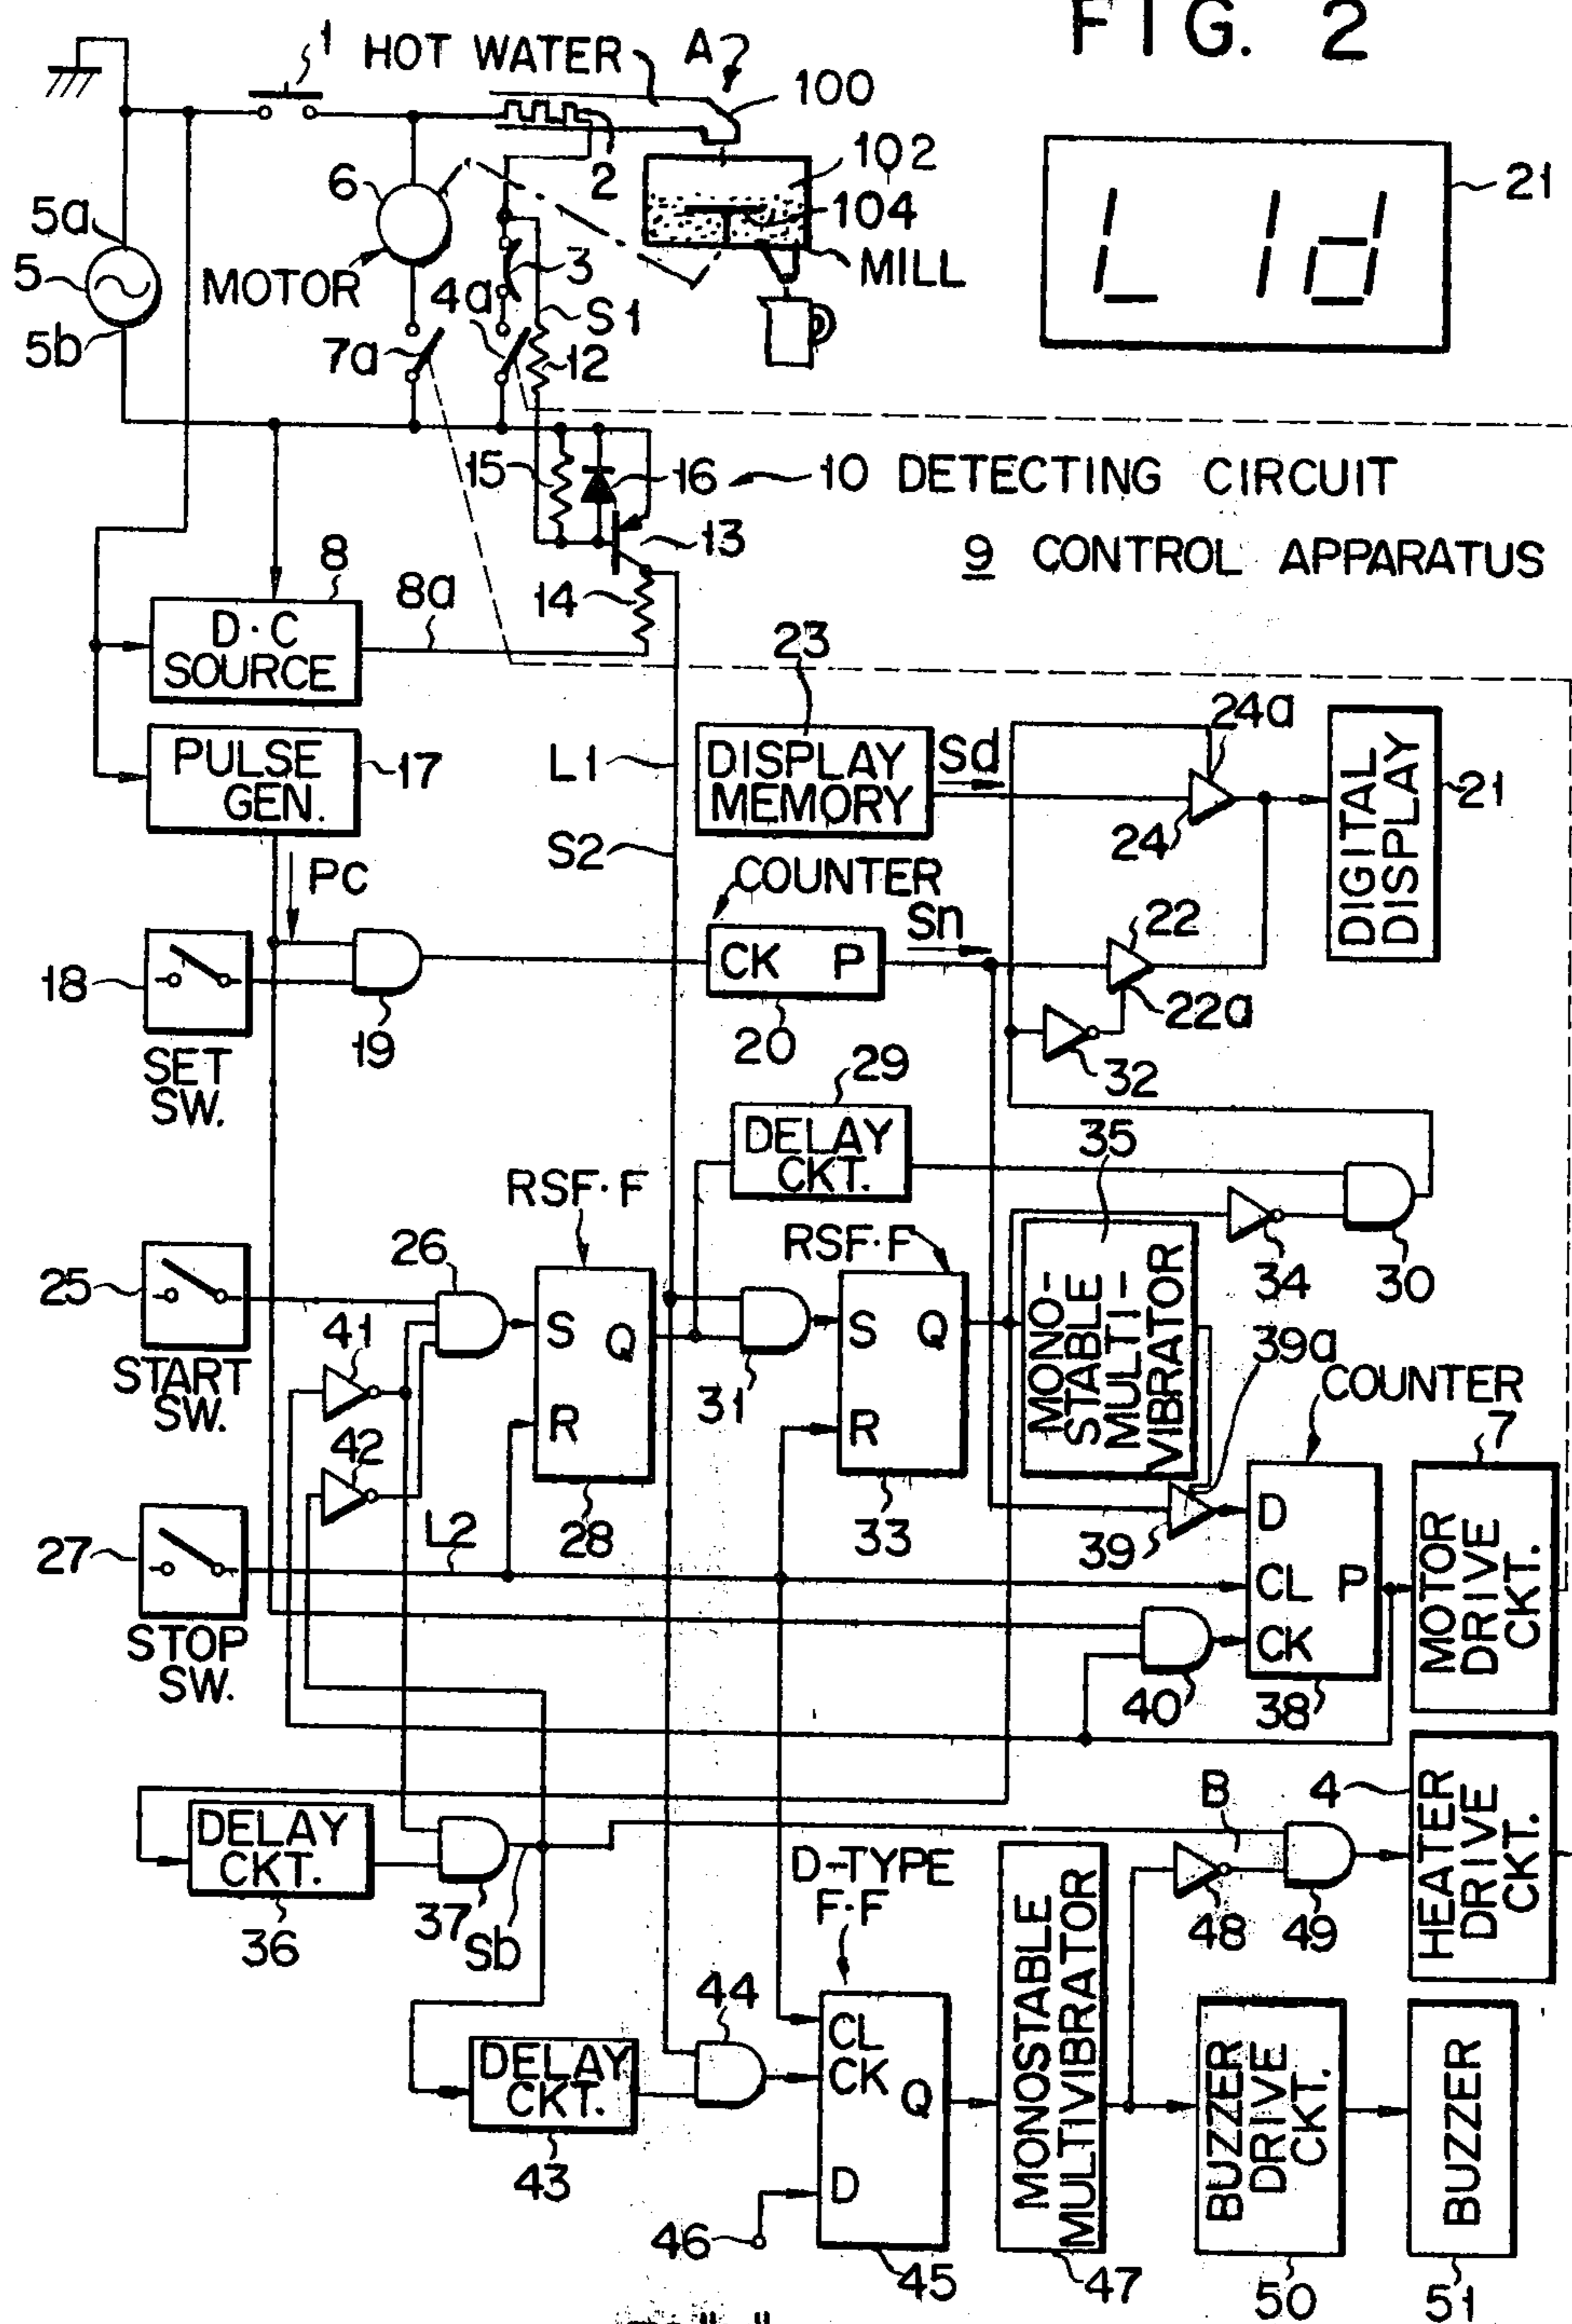 FIG. 2
1
HOT WATER
A
100
102
104
2
6
MOTOR
5a
5
5b
3
4a
S1
12
7a
MILL
21
L Id
15
16
10 DETECTING CIRCUIT
13
9 CONTROL APPARATUS
14
8
8a
D·C
SOURCE
PULSE
GEN.
17
PC
L1
S2
23
DISPLAY
MEMORY
Sd
24a
24
DIGITAL
DISPLAY
21
COUNTER
Sn
CK P
20
22
22a
32
18
SET
SW.
19
29
DELAY
CKT.
35
34
30
RSF·F
26
25
START
SW.
41
42
S
Q
R
28
31
RSF·F
S
Q
R
33
MONO-
STABLE
MULTI-
VIBRATOR
39a
39
COUNTER
D
CL P
CK
38
7
MOTOR
DRIVE
CKT.
27
STOP
SW.
L2
40
DELAY
CKT.
36
37
Sb
B
48
49
4
HEATER
DRIVE
CKT.
D-TYPE
F·F
44
DELAY
CKT.
43
CL
CK
Q
D
46
45
MONOSTABLE
MULTIVIBRATOR
47
BUZZER
DRIVE
CKT.
50
BUZZER
51